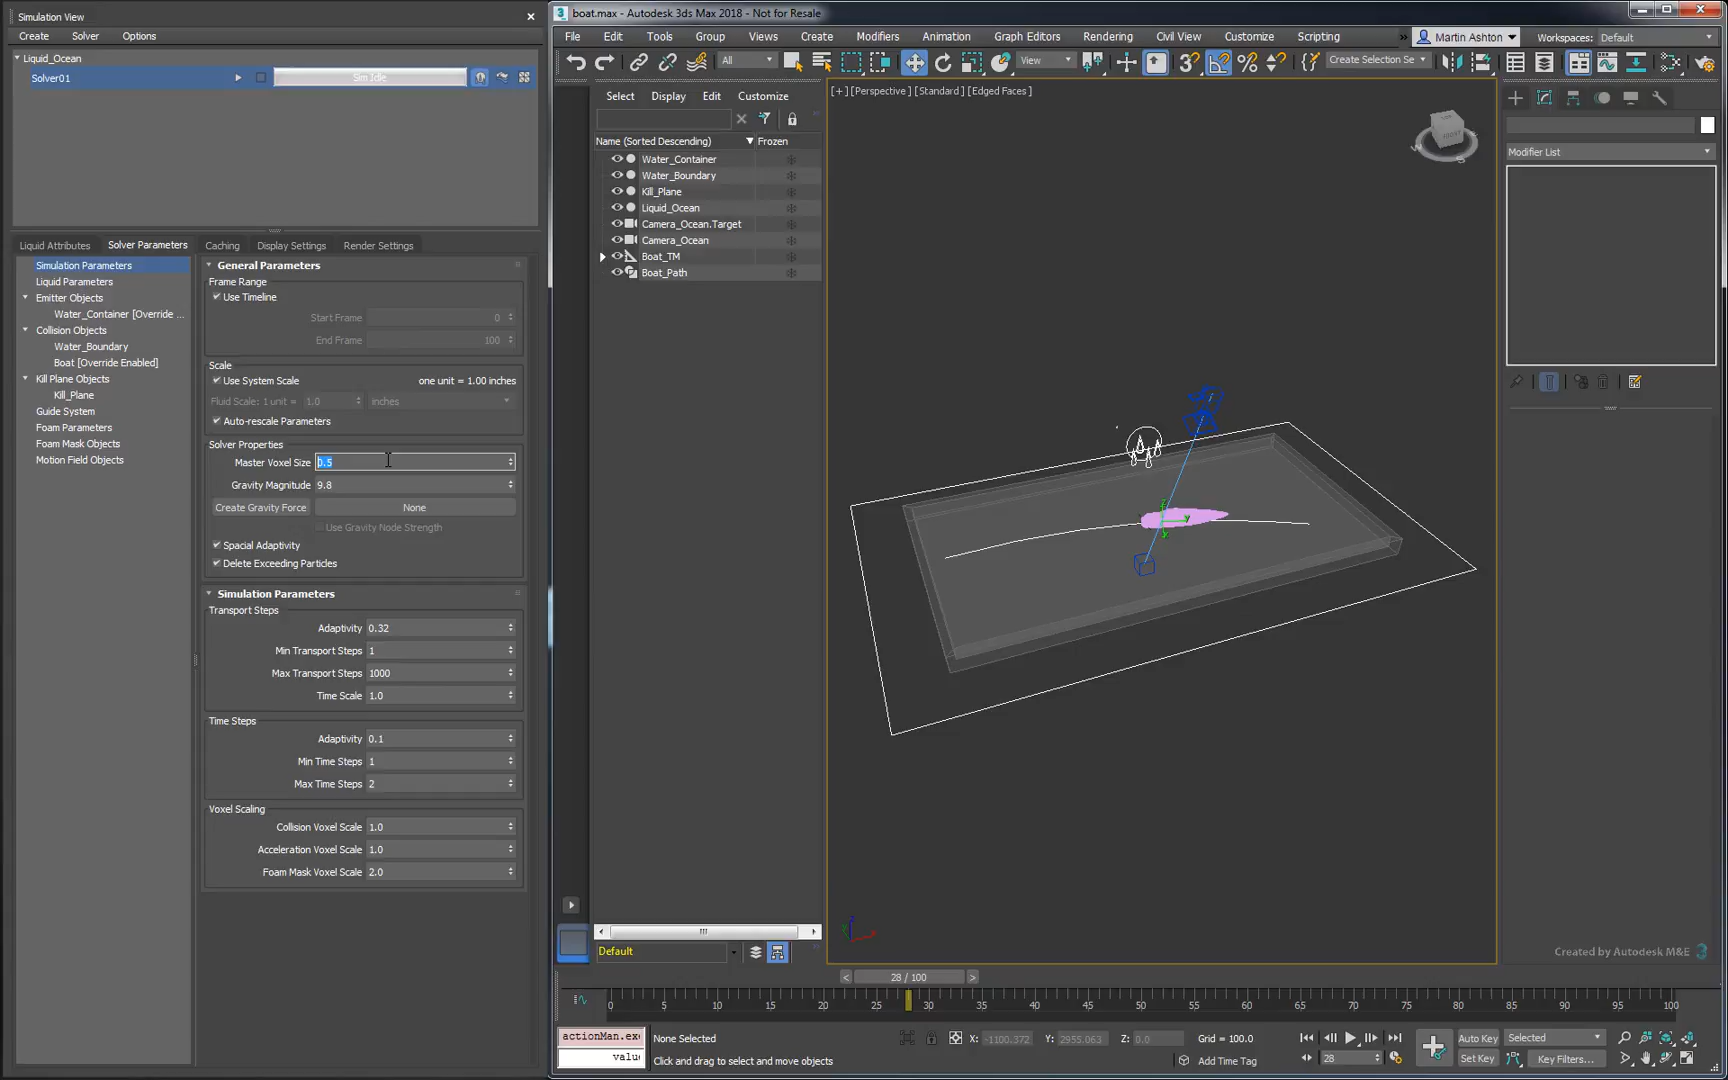 Simulation View
Create Solver Options
Liquid_Ocean
Solver01
Sim Idle
Liquid Attributes Solver Parameters Caching Display Settings Render Settings
Simulation Parameters
Liquid Parameters
Emitter Objects
Water_Container [Override ...
Collision Objects
Water_Boundary
Boat [Override Enabled]
Kill Plane Objects
Kill_Plane
Guide System
Foam Parameters
Foam Mask Objects
Motion Field Objects
General Parameters
Frame Range
Use Timeline
Start Frame 0
End Frame 100
Scale
Use System Scale one unit = 1.00 inches
Fluid Scale: 1 unit = 1.0 inches
Auto-rescale Parameters
Solver Properties
Master Voxel Size 0.5
Gravity Magnitude 9.8
Create Gravity Force None
Use Gravity Node Strength
Spacial Adaptivity
Delete Exceeding Particles
Simulation Parameters
Transport Steps
Adaptivity 0.32
Min Transport Steps 1
Max Transport Steps 1000
Time Scale 1.0
Time Steps
Adaptivity 0.1
Min Time Steps 1
Max Time Steps 2
Voxel Scaling
Collision Voxel Scale 1.0
Acceleration Voxel Scale 1.0
Foam Mask Voxel Scale 2.0
3 boat.max - Autodesk 3ds Max 2018 - Not for Resale
File Edit Tools Group Views Create Modifiers Animation Graph Editors Rendering Civil View Customize Scripting
Martin Ashton Workspaces: Default
All View Create Selection Se
Select Display Edit Customize
Name (Sorted Descending) Frozen
Water_Container
Water_Boundary
Kill_Plane
Liquid_Ocean
Camera_Ocean.Target
Camera_Ocean
Boat_TM
Boat_Path
[+] [Perspective] [Standard] [Edged Faces]
Modifier List
Default
Created by Autodesk M&E 3
< 28 / 100 >
0 5 10 15 20 25 30 35 40 45 50 55 60 65 70 75 80 85 90 95 100
actionMan.exe
None Selected
X: -1100.372 Y: 2955.063 Z: 0.0 Grid = 100.0
Auto Key Selected
value
Click and drag to select and move objects
Add Time Tag
28
Set Key Key Filters...